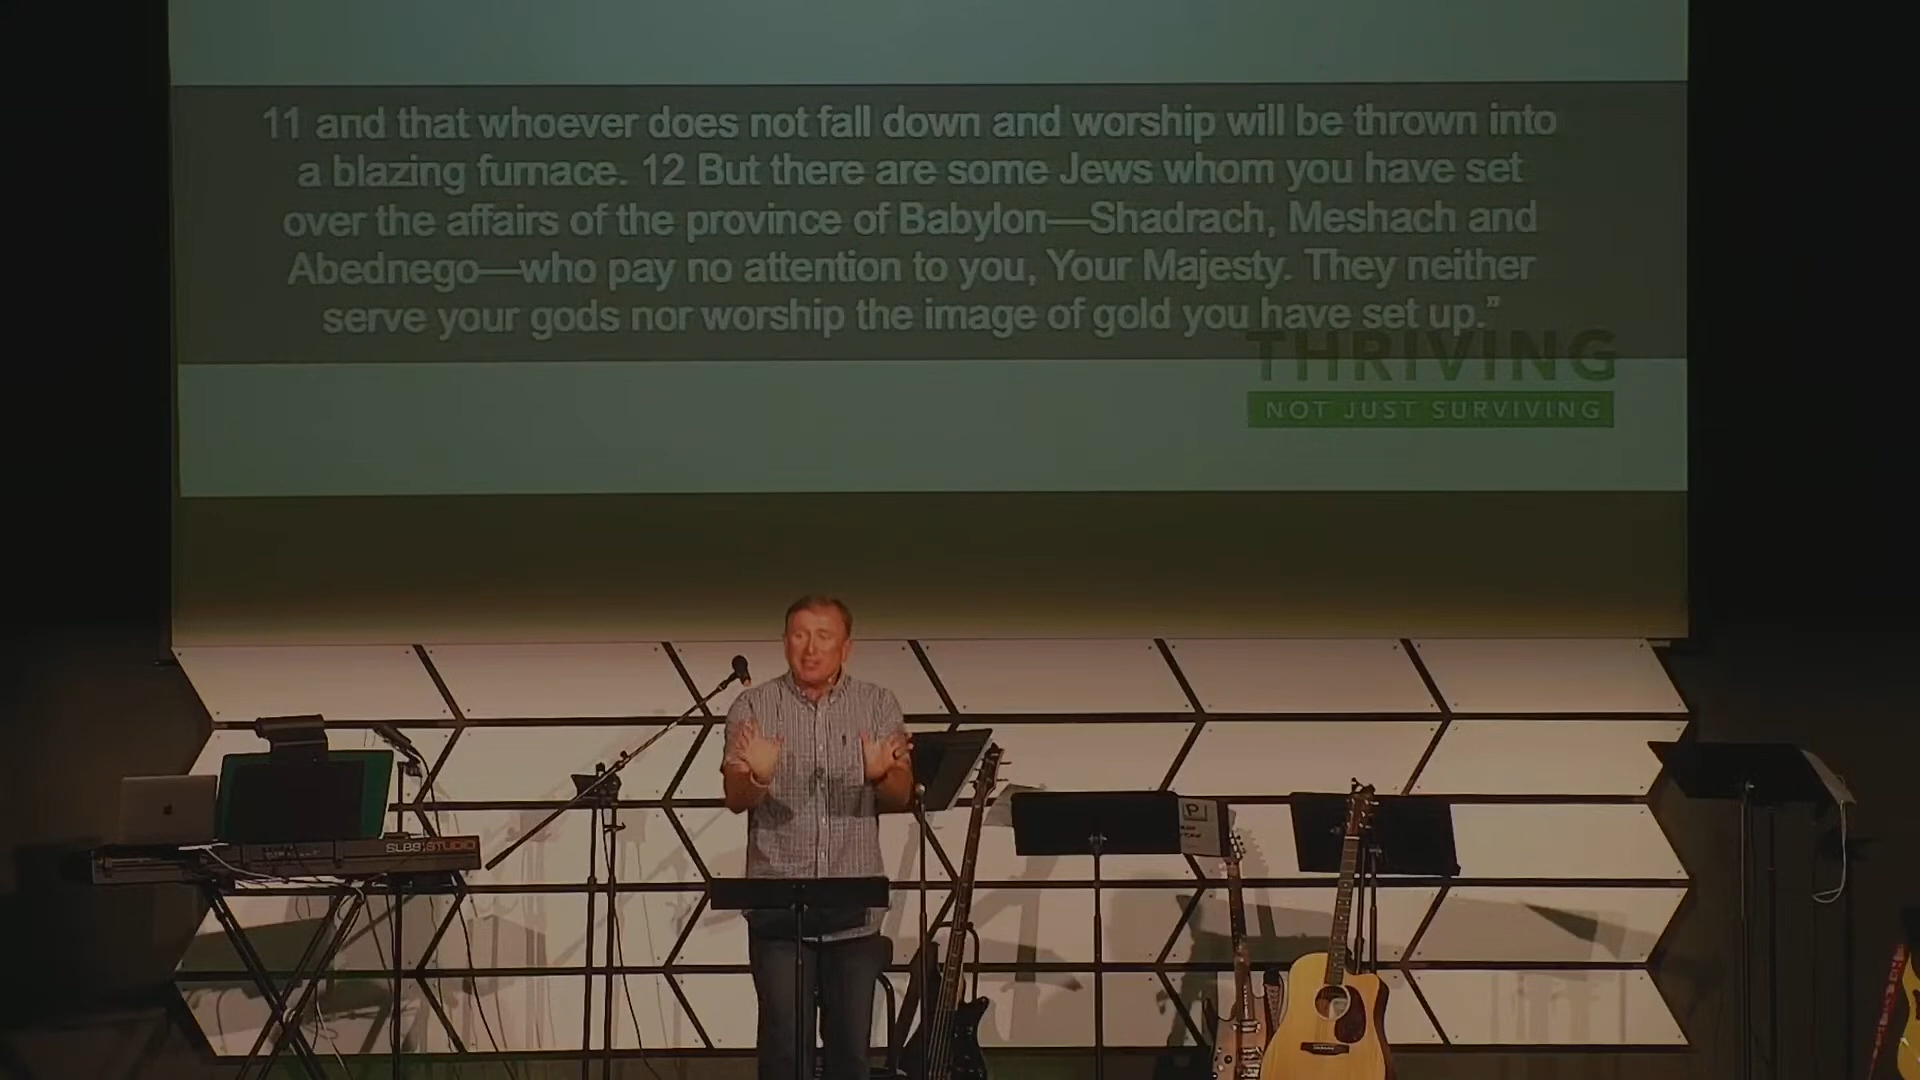 11 and that whoever does not fall down and worship will be thrown into
a blazing furnace. 12 But there are some Jews whom you have set
over the affairs of the province of Babylon—Shadrach, Meshach and
Abednego—who pay no attention to you, Your Majesty. They neither
serve your gods nor worship the image of gold you have set up.”
THRIVING
NOT JUST SURVIVING
SL88 STUDIO
P